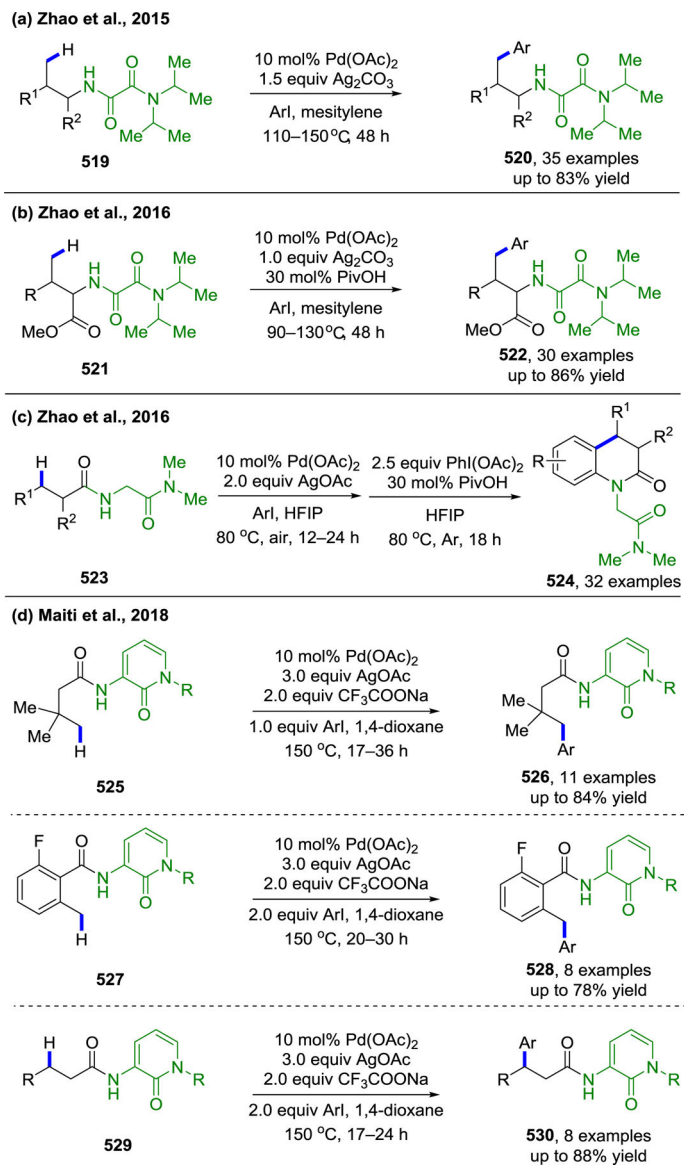 (a) Zhao et al., 2015
H
R¹
R²
H
N
O
O
N
Me
Me
Me
Me
519
10 mol% Pd(OAc)₂
1.5 equiv Ag₂CO₃
ArI, mesitylene
110–150°C, 48 h
Ar
R¹
R²
H
N
O
O
N
Me
Me
Me
Me
520, 35 examples
up to 83% yield
(b) Zhao et al., 2016
H
R
H
N
O
O
N
Me
Me
Me
Me
MeO
O
521
10 mol% Pd(OAc)₂
1.0 equiv Ag₂CO₃
30 mol% PivOH
ArI, mesitylene
90–130°C, 48 h
Ar
R
H
N
O
O
N
Me
Me
Me
Me
MeO
O
522, 30 examples
up to 86% yield
(c) Zhao et al., 2016
H
R¹
R²
O
N
H
O
N
Me
Me
523
10 mol% Pd(OAc)₂
2.0 equiv AgOAc
ArI, HFIP
80 °C, air, 12–24 h
2.5 equiv PhI(OAc)₂
30 mol% PivOH
HFIP
80 °C, Ar, 18 h
R¹
R²
R
N
O
O
N
Me
Me
524, 32 examples
(d) Maiti et al., 2018
O
N
H
O
N
R
Me
Me
H
525
10 mol% Pd(OAc)₂
3.0 equiv AgOAc
2.0 equiv CF₃COONa
1.0 equiv ArI, 1,4-dioxane
150 °C, 17–36 h
O
N
H
O
N
R
Me
Me
Ar
526, 11 examples
up to 84% yield
F
O
N
H
O
N
R
H
527
10 mol% Pd(OAc)₂
3.0 equiv AgOAc
2.0 equiv CF₃COONa
2.0 equiv ArI, 1,4-dioxane
150 °C, 20–30 h
F
O
N
H
O
N
R
Ar
528, 8 examples
up to 78% yield
H
O
R
N
H
O
N
R
529
10 mol% Pd(OAc)₂
3.0 equiv AgOAc
2.0 equiv CF₃COONa
2.0 equiv ArI, 1,4-dioxane
150 °C, 17–24 h
Ar
O
R
N
H
O
N
R
530, 8 examples
up to 88% yield